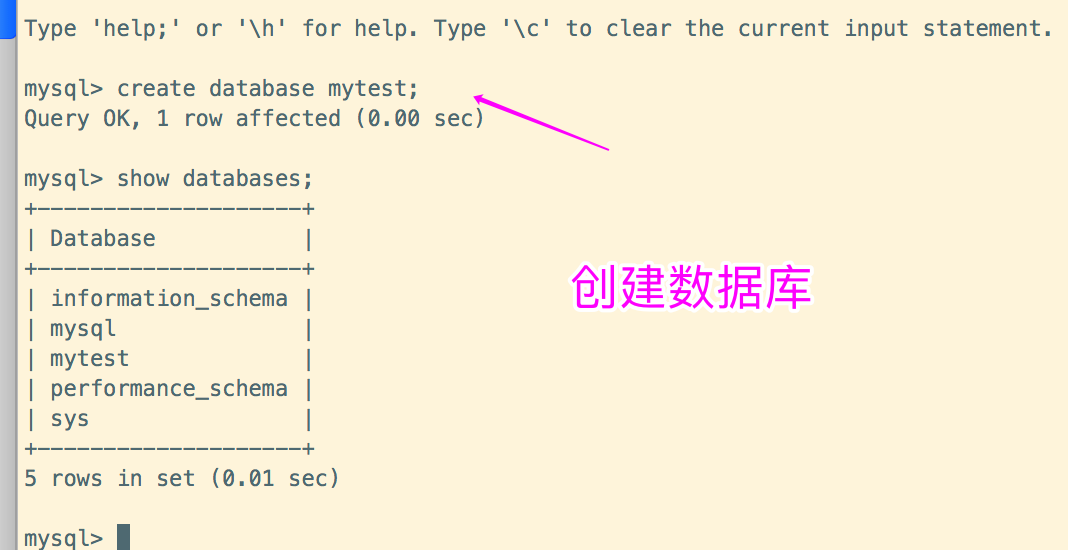 Type 'help;' or '\h' for help. Type '\c' to clear the current input statement.
mysql> create database mytest;
Query OK, 1 row affected (0.00 sec)
mysql> show databases;
+--------------------+
| Database           |
+--------------------+
| information_schema |
| mysql              |
| mytest             |
| performance_schema |
| sys                |
+--------------------+
5 rows in set (0.01 sec)
mysql>
创建数据库